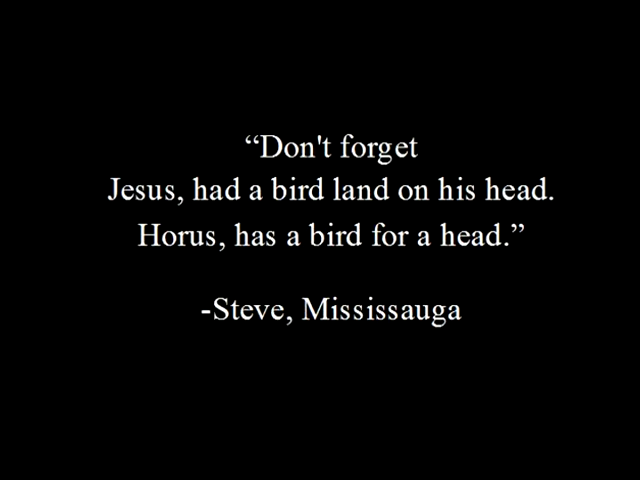 “Don't forget
Jesus, had a bird land on his head.
Horus, has a bird for a head.”
-Steve, Mississauga